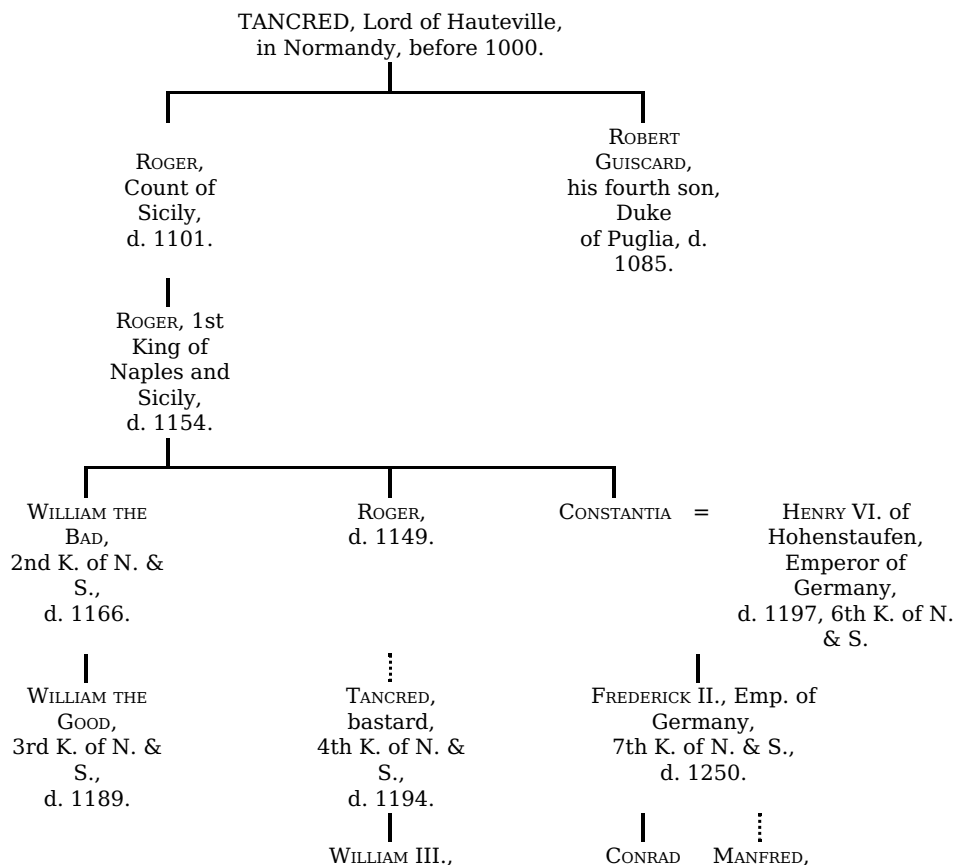 TANCRED, Lord of Hauteville,
in Normandy, before 1000.
ROGER,
Count of
Sicily,
d. 1101.
ROBERT
GUISCARD,
his fourth son,
Duke
of Puglia, d.
1085.
ROGER, 1st
King of
Naples and
Sicily,
d. 1154.
WILLIAM THE
BAD,
2nd K. of N. &
S.,
d. 1166.
ROGER,
d. 1149.
CONSTANTIA =
HENRY VI. of
Hohenstaufen,
Emperor of
Germany,
d. 1197, 6th K. of N.
& S.
WILLIAM THE
GOOD,
3rd K. of N. &
S.,
d. 1189.
TANCRED,
bastard,
4th K. of N. &
S.,
d. 1194.
FREDERICK II., Emp. of
Germany,
7th K. of N. & S.,
d. 1250.
WILLIAM III.,
CONRAD
MANFRED,